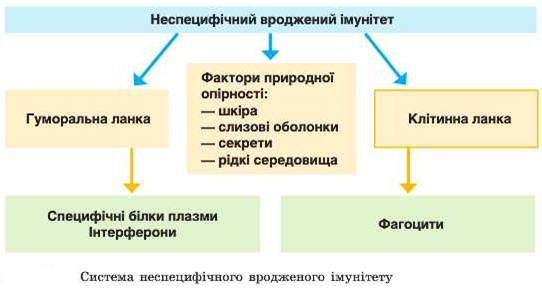 Неспецифічний вроджений імунітет
Гуморальна ланка
Фактори природної
опірності:
— шкіра
— слизові оболонки
— секрети
— рідкі середовища
Клітинна ланка
Специфічні білки плазми
Інтерферони
Фагоцити
Система неспецифічного вродженого імунітету